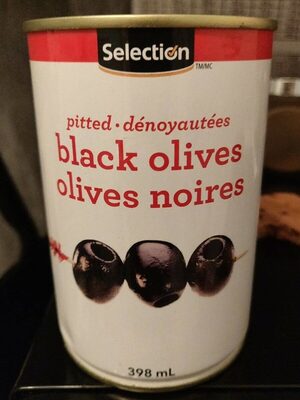 Selection
TM/MC
pitted • dénoyautées
black olives
olives noires
398 mL